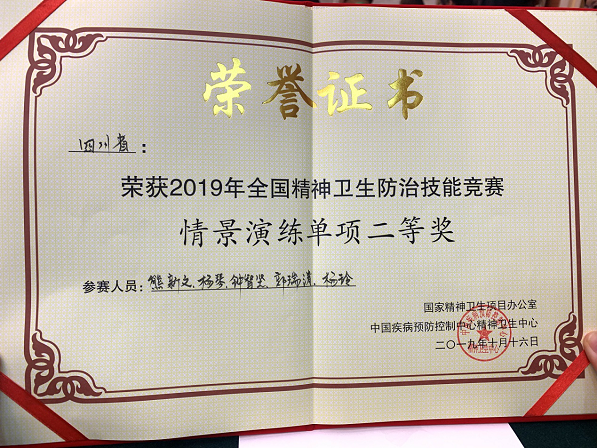 荣誉证书
四川省：
荣获2019年全国精神卫生防治技能竞赛
情景演练单项二等奖
参赛人员：熊新文、杨琴、钟智坚、郭瑞清、杨玲
国家精神卫生项目办公室
中国疾病预防控制中心精神卫生中心
二〇一九年十月十六日